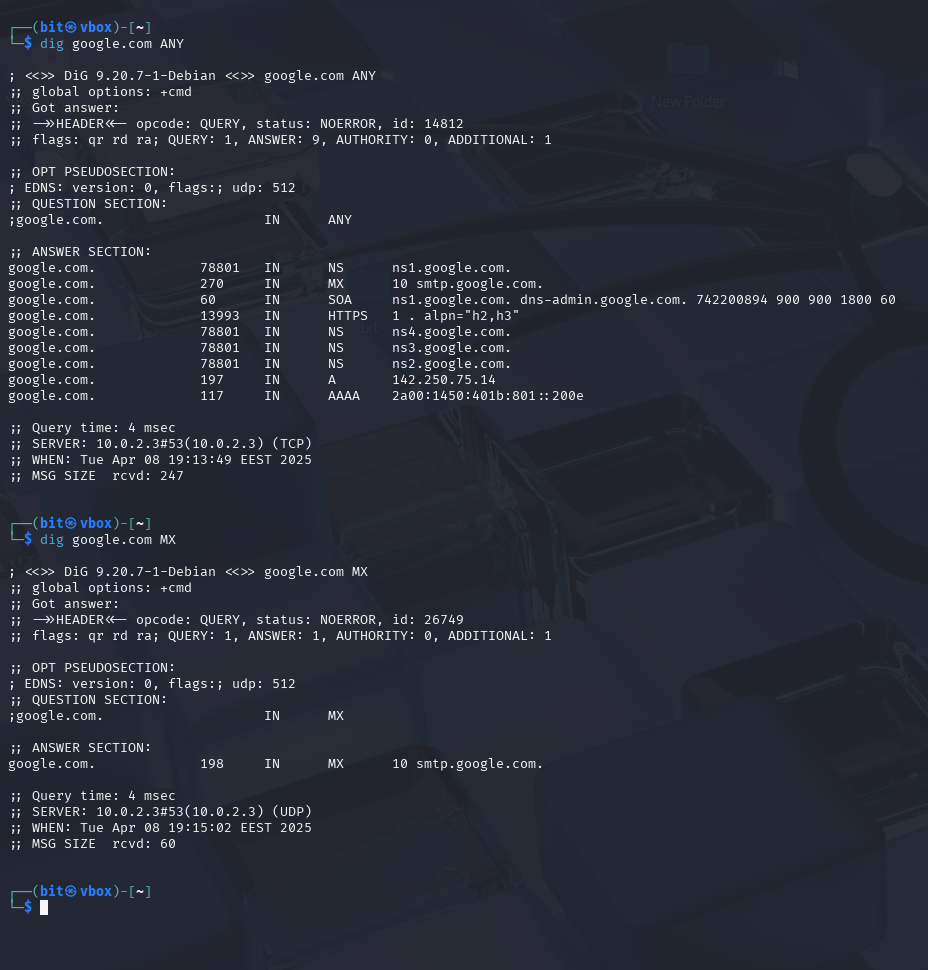 ┌──(bit㉿vbox)-[~]
└─$ dig google.com ANY
; <<>> DiG 9.20.7-1-Debian <<>> google.com ANY
;; global options: +cmd
;; Got answer:
;; ->>HEADER<<- opcode: QUERY, status: NOERROR, id: 14812
;; flags: qr rd ra; QUERY: 1, ANSWER: 9, AUTHORITY: 0, ADDITIONAL: 1
;; OPT PSEUDOSECTION:
; EDNS: version: 0, flags:; udp: 512
;; QUESTION SECTION:
;google.com. IN ANY
;; ANSWER SECTION:
google.com. 78801 IN NS ns1.google.com.
google.com. 270 IN MX 10 smtp.google.com.
google.com. 60 IN SOA ns1.google.com. dns-admin.google.com. 742200894 900 900 1800 60
google.com. 13993 IN HTTPS 1 . alpn="h2,h3"
google.com. 78801 IN NS ns4.google.com.
google.com. 78801 IN NS ns3.google.com.
google.com. 78801 IN NS ns2.google.com.
google.com. 197 IN A 142.250.75.14
google.com. 117 IN AAAA 2a00:1450:401b:801::200e
;; Query time: 4 msec
;; SERVER: 10.0.2.3#53(10.0.2.3) (TCP)
;; WHEN: Tue Apr 08 19:13:49 EEST 2025
;; MSG SIZE rcvd: 247
┌──(bit㉿vbox)-[~]
└─$ dig google.com MX
; <<>> DiG 9.20.7-1-Debian <<>> google.com MX
;; global options: +cmd
;; Got answer:
;; ->>HEADER<<- opcode: QUERY, status: NOERROR, id: 26749
;; flags: qr rd ra; QUERY: 1, ANSWER: 1, AUTHORITY: 0, ADDITIONAL: 1
;; OPT PSEUDOSECTION:
; EDNS: version: 0, flags:; udp: 512
;; QUESTION SECTION:
;google.com. IN MX
;; ANSWER SECTION:
google.com. 198 IN MX 10 smtp.google.com.
;; Query time: 4 msec
;; SERVER: 10.0.2.3#53(10.0.2.3) (UDP)
;; WHEN: Tue Apr 08 19:15:02 EEST 2025
;; MSG SIZE rcvd: 60
┌──(bit㉿vbox)-[~]
└─$
New Folder